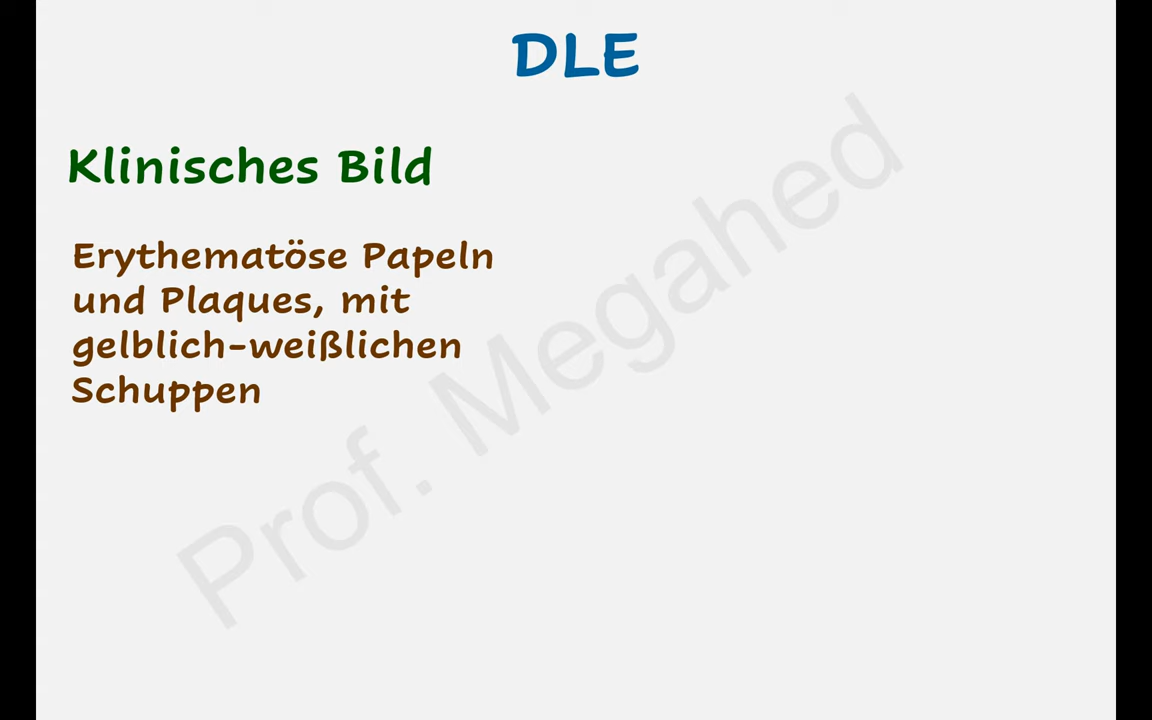 DLE
Klinisches Bild
Erythematöse Papeln
und Plaques, mit
gelblich-weißlichen
Schuppen
Prof. Megahed